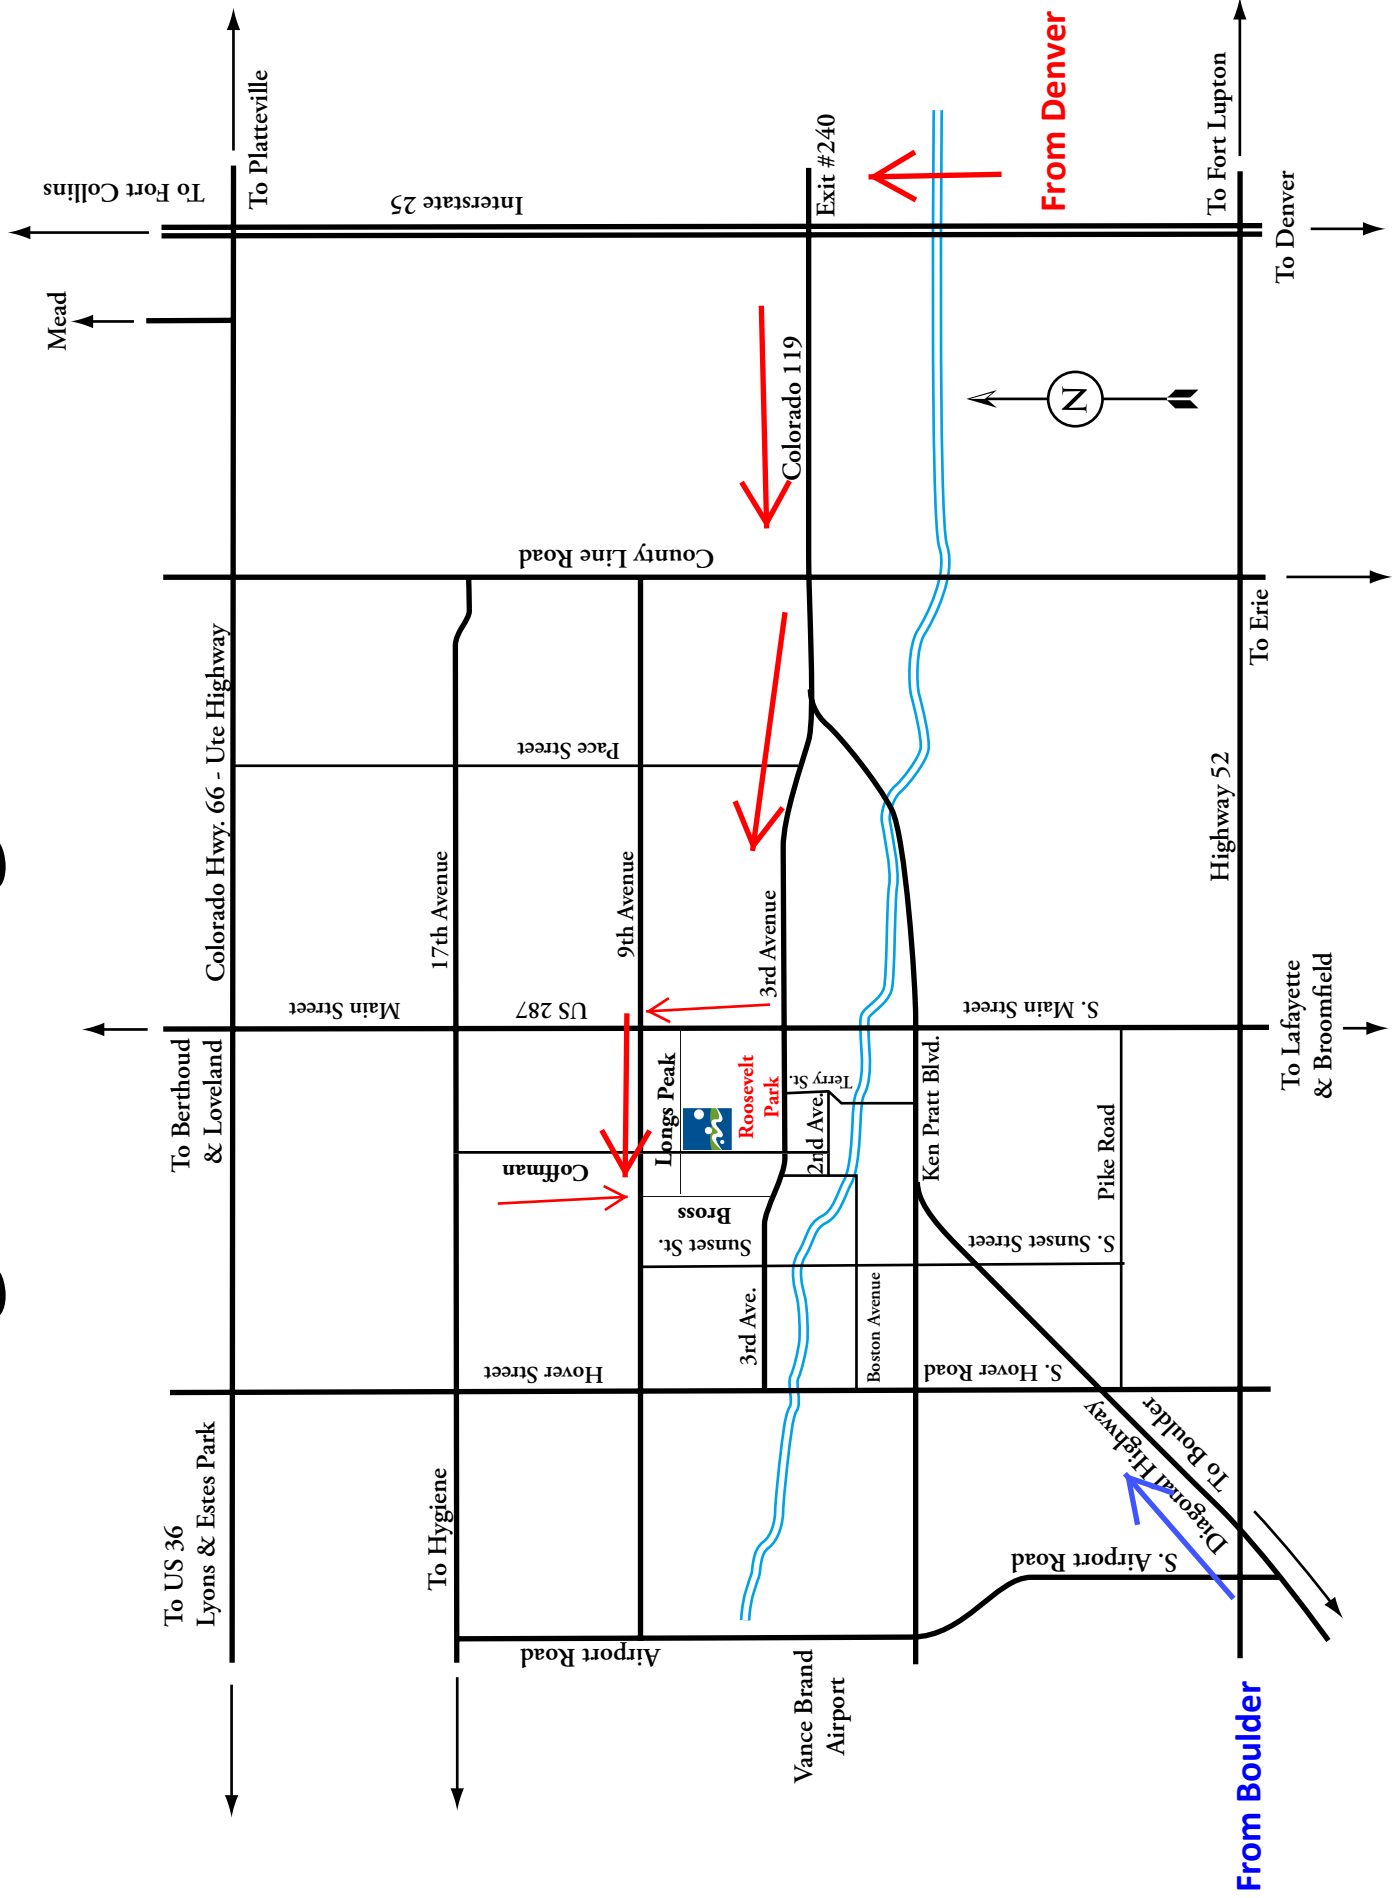 To Fort Collins
Mead
To Platteville
Interstate 25
Exit #240
From Denver
To Fort Lupton
To Denver
Colorado 119
N
County Line Road
To Erie
Colorado Hwy. 66 - Ute Highway
Pace Street
17th Avenue
9th Avenue
3rd Avenue
Highway 52
Main Street
US 287
S. Main Street
To Berthoud
& Loveland
To Lafayette
& Broomfield
Longs Peak
Roosevelt
Park
Terry St.
2nd Ave.
Ken Pratt Blvd.
Pike Road
Coffman
Bross
Sunset St.
S. Sunset Street
3rd Ave.
Boston Avenue
Hover Street
S. Hover Road
To US 36
Lyons & Estes Park
To Hygiene
Diagonal Highway
To Boulder
S. Airport Road
Airport Road
Vance Brand
Airport
From Boulder